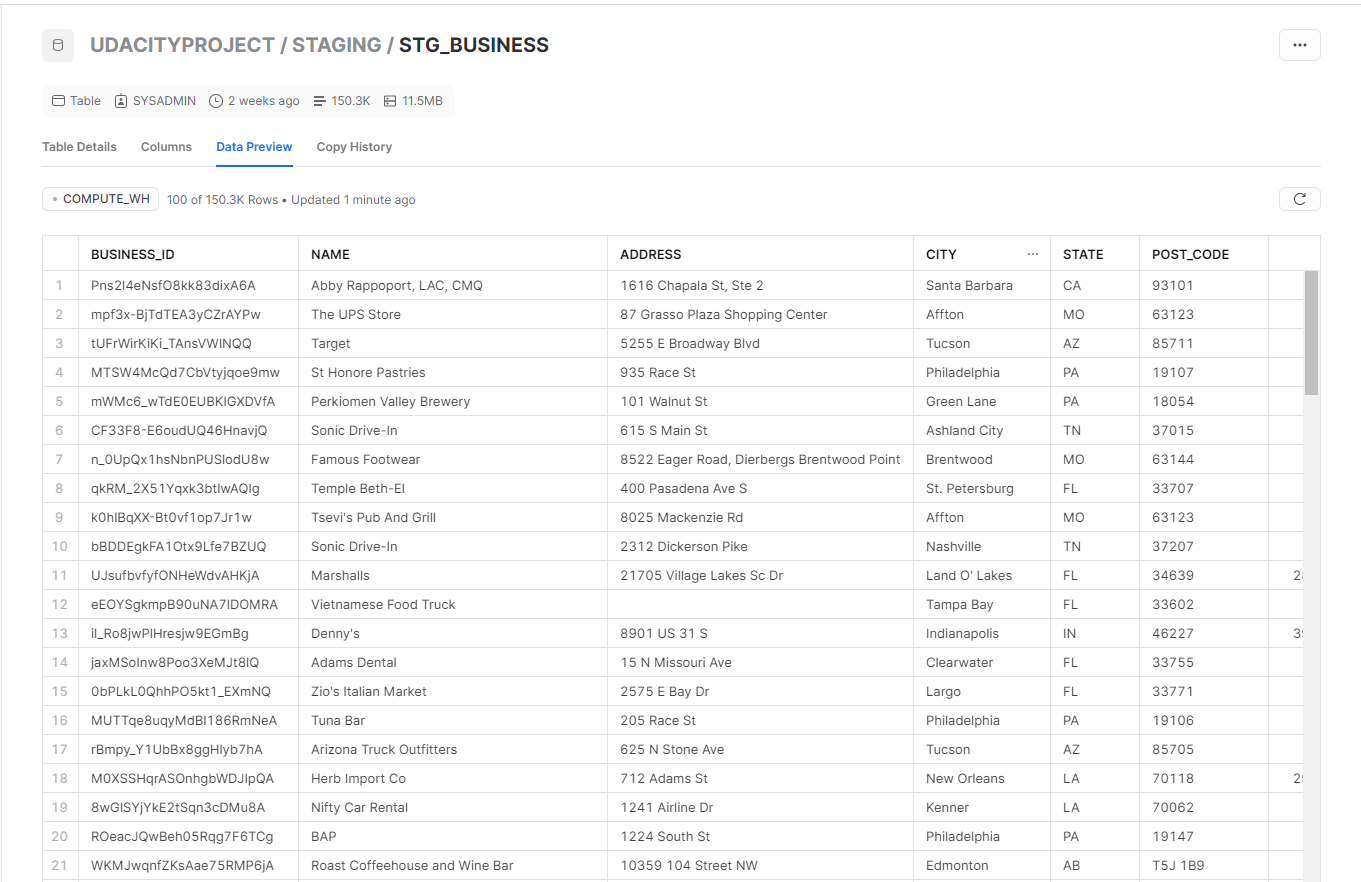 UDACITYPROJECT / STAGING / STG_BUSINESS
Table SYSADMIN 2 weeks ago 150.3K 11.5MB
Table Details Columns Data Preview Copy History
COMPUTE_WH 100 of 150.3K Rows • Updated 1 minute ago
BUSINESS_ID NAME ADDRESS CITY ... STATE POST_CODE
1 Pns2l4eNsfO8kk83dixA6A Abby Rappoport, LAC, CMQ 1616 Chapala St, Ste 2 Santa Barbara CA 93101
2 mpf3x-BjTdTEA3yCZrAYPw The UPS Store 87 Grasso Plaza Shopping Center Affton MO 63123
3 tUFrWirKiKi_TAnsVWINQQ Target 5255 E Broadway Blvd Tucson AZ 85711
4 MTSW4McQd7CbVtyjqoe9mw St Honore Pastries 935 Race St Philadelphia PA 19107
5 mWMc6_wTdE0EUBKIGXDVfA Perkiomen Valley Brewery 101 Walnut St Green Lane PA 18054
6 CF33F8-E6oudUQ46HnavjQ Sonic Drive-In 615 S Main St Ashland City TN 37015
7 n_0UpQx1hsNbnPUSlodU8w Famous Footwear 8522 Eager Road, Dierbergs Brentwood Point Brentwood MO 63144
8 qkRM_2X51Yqxk3btlwAQIg Temple Beth-El 400 Pasadena Ave S St. Petersburg FL 33707
9 k0hlBqXX-Bt0vf1op7Jr1w Tsevi's Pub And Grill 8025 Mackenzie Rd Affton MO 63123
10 bBDDEgkFA1Otx9Lfe7BZUQ Sonic Drive-In 2312 Dickerson Pike Nashville TN 37207
11 UJsufbvfyfONHeWdvAHKjA Marshalls 21705 Village Lakes Sc Dr Land O' Lakes FL 34639
12 eEOYSgkmpB90uNA7lDOMRA Vietnamese Food Truck Tampa Bay FL 33602
13 il_Ro8jwPlHresjw9EGmBg Denny's 8901 US 31 S Indianapolis IN 46227
14 jaxMSoInw8Poo3XeMJt8lQ Adams Dental 15 N Missouri Ave Clearwater FL 33755
15 0bPLkL0QhhPO5kt1_EXmNQ Zio's Italian Market 2575 E Bay Dr Largo FL 33771
16 MUTTqe8uqyMdBl186RmNeA Tuna Bar 205 Race St Philadelphia PA 19106
17 rBmpy_Y1UbBx8ggHlyb7hA Arizona Truck Outfitters 625 N Stone Ave Tucson AZ 85705
18 M0XSSHqrASOnhgbWDJIpQA Herb Import Co 712 Adams St New Orleans LA 70118
19 8wGISYjYkE2tSqn3cDMu8A Nifty Car Rental 1241 Airline Dr Kenner LA 70062
20 ROeacJQwBeh05Rqg7F6TCg BAP 1224 South St Philadelphia PA 19147
21 WKMJwqnfZKsAae75RMP6jA Roast Coffeehouse and Wine Bar 10359 104 Street NW Edmonton AB T5J 1B9